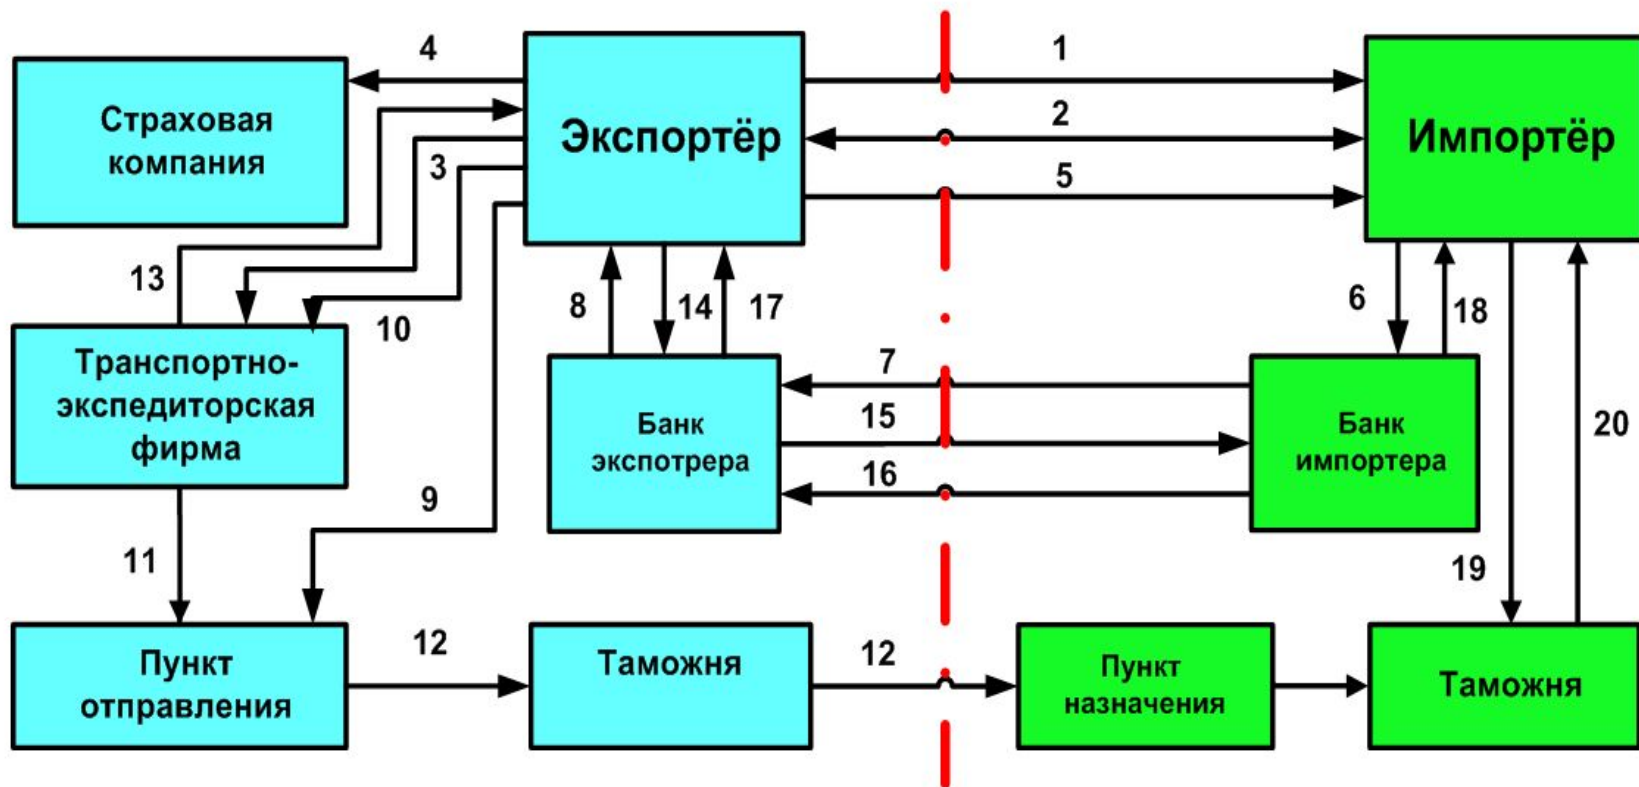 4
1
Страховая
компания
Экспортёр
2
Импортёр
3
5
13
10
8
14
17
6
18
Транспортно-
экспедиторская
фирма
7
Банк
экспотрера
15
Банк
импортера
20
16
9
11
19
12
12
Пункт
отправления
Таможня
Пункт
назначения
Таможня